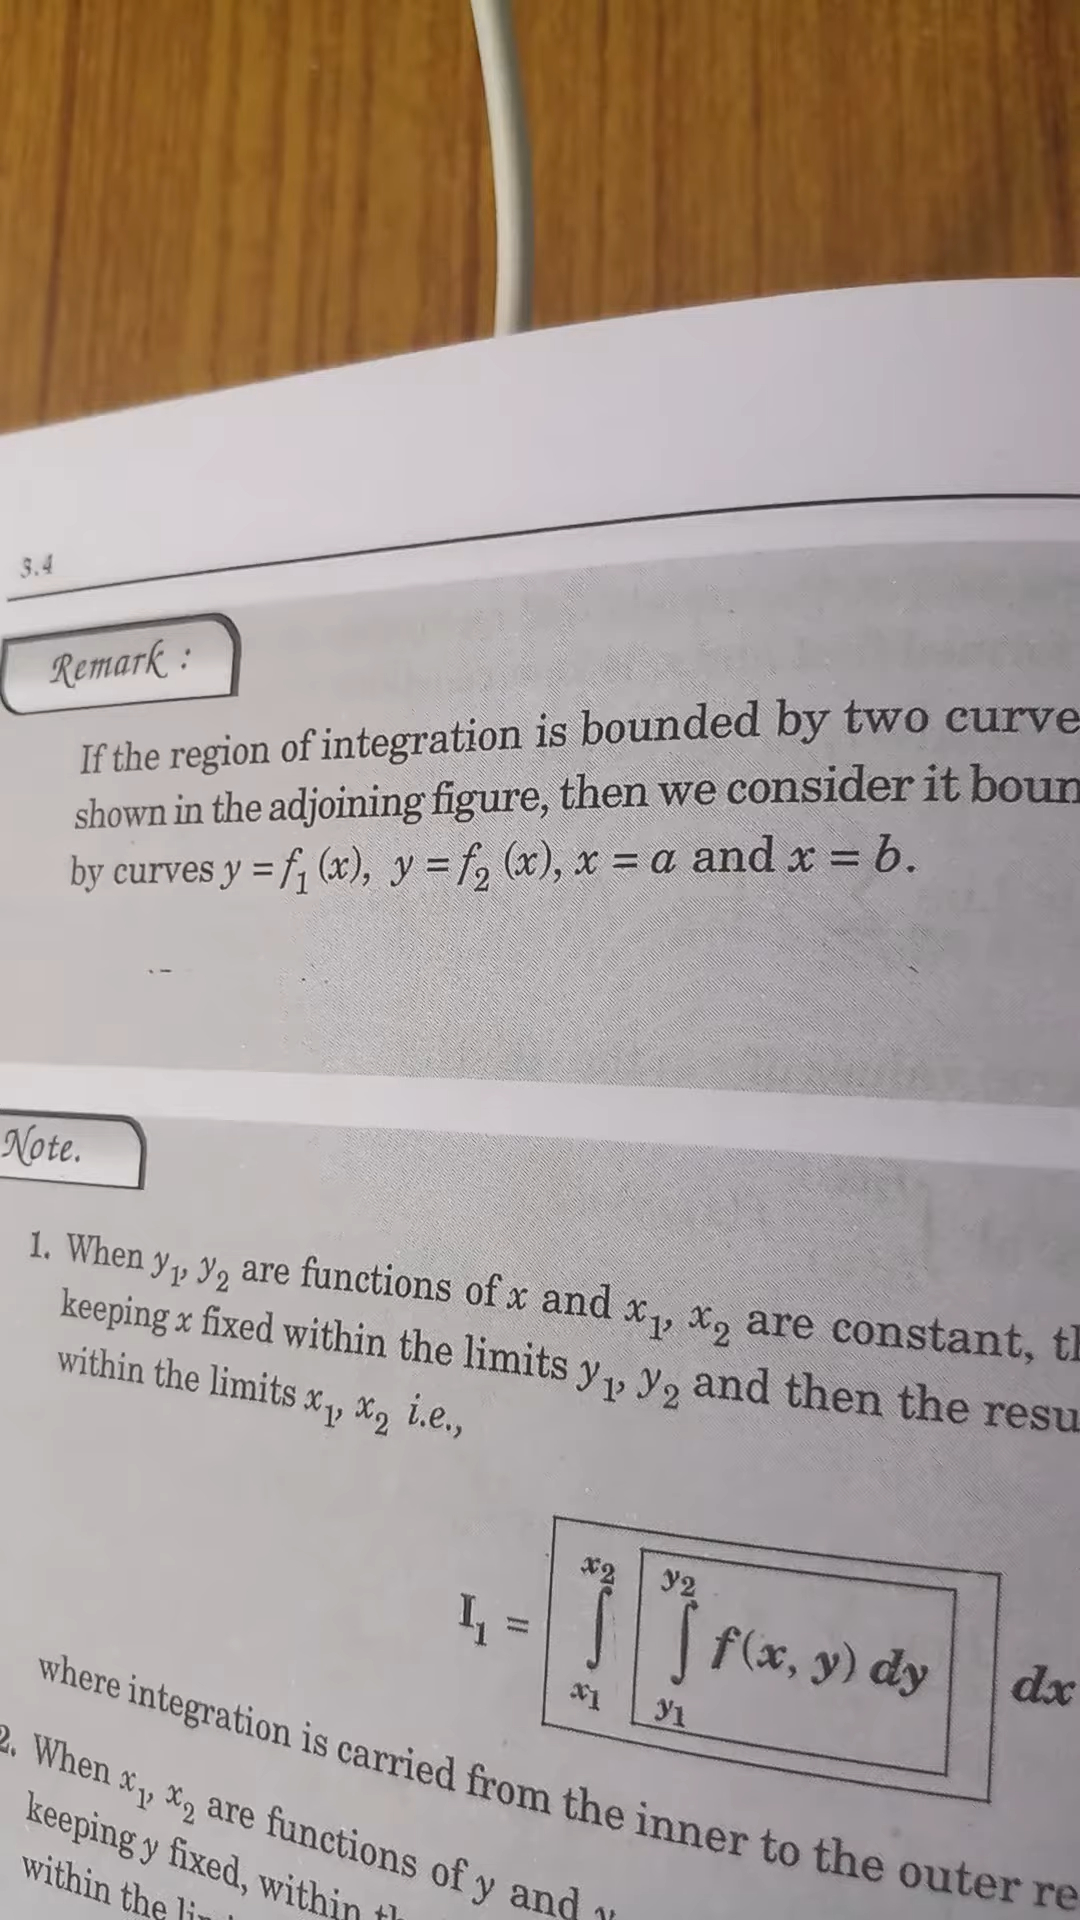 3.4
Remark :
If the region of integration is bounded by two curve
shown in the adjoining figure, then we consider it boun
by curves y = f₁ (x), y = f₂ (x), x = a and x = b.
Note.
1. When y₁, y₂ are functions of x and x₁, x₂ are constant, th
keeping x fixed within the limits y₁, y₂ and then the resu
within the limits x₁, x₂ i.e.,
I₁ = ∫ₓ₁ˣ² ∫ᵧ₁ʸ² f(x, y) dy dx
where integration is carried from the inner to the outer re
2. When x₁, x₂ are functions of y and
keeping y fixed, within
within the